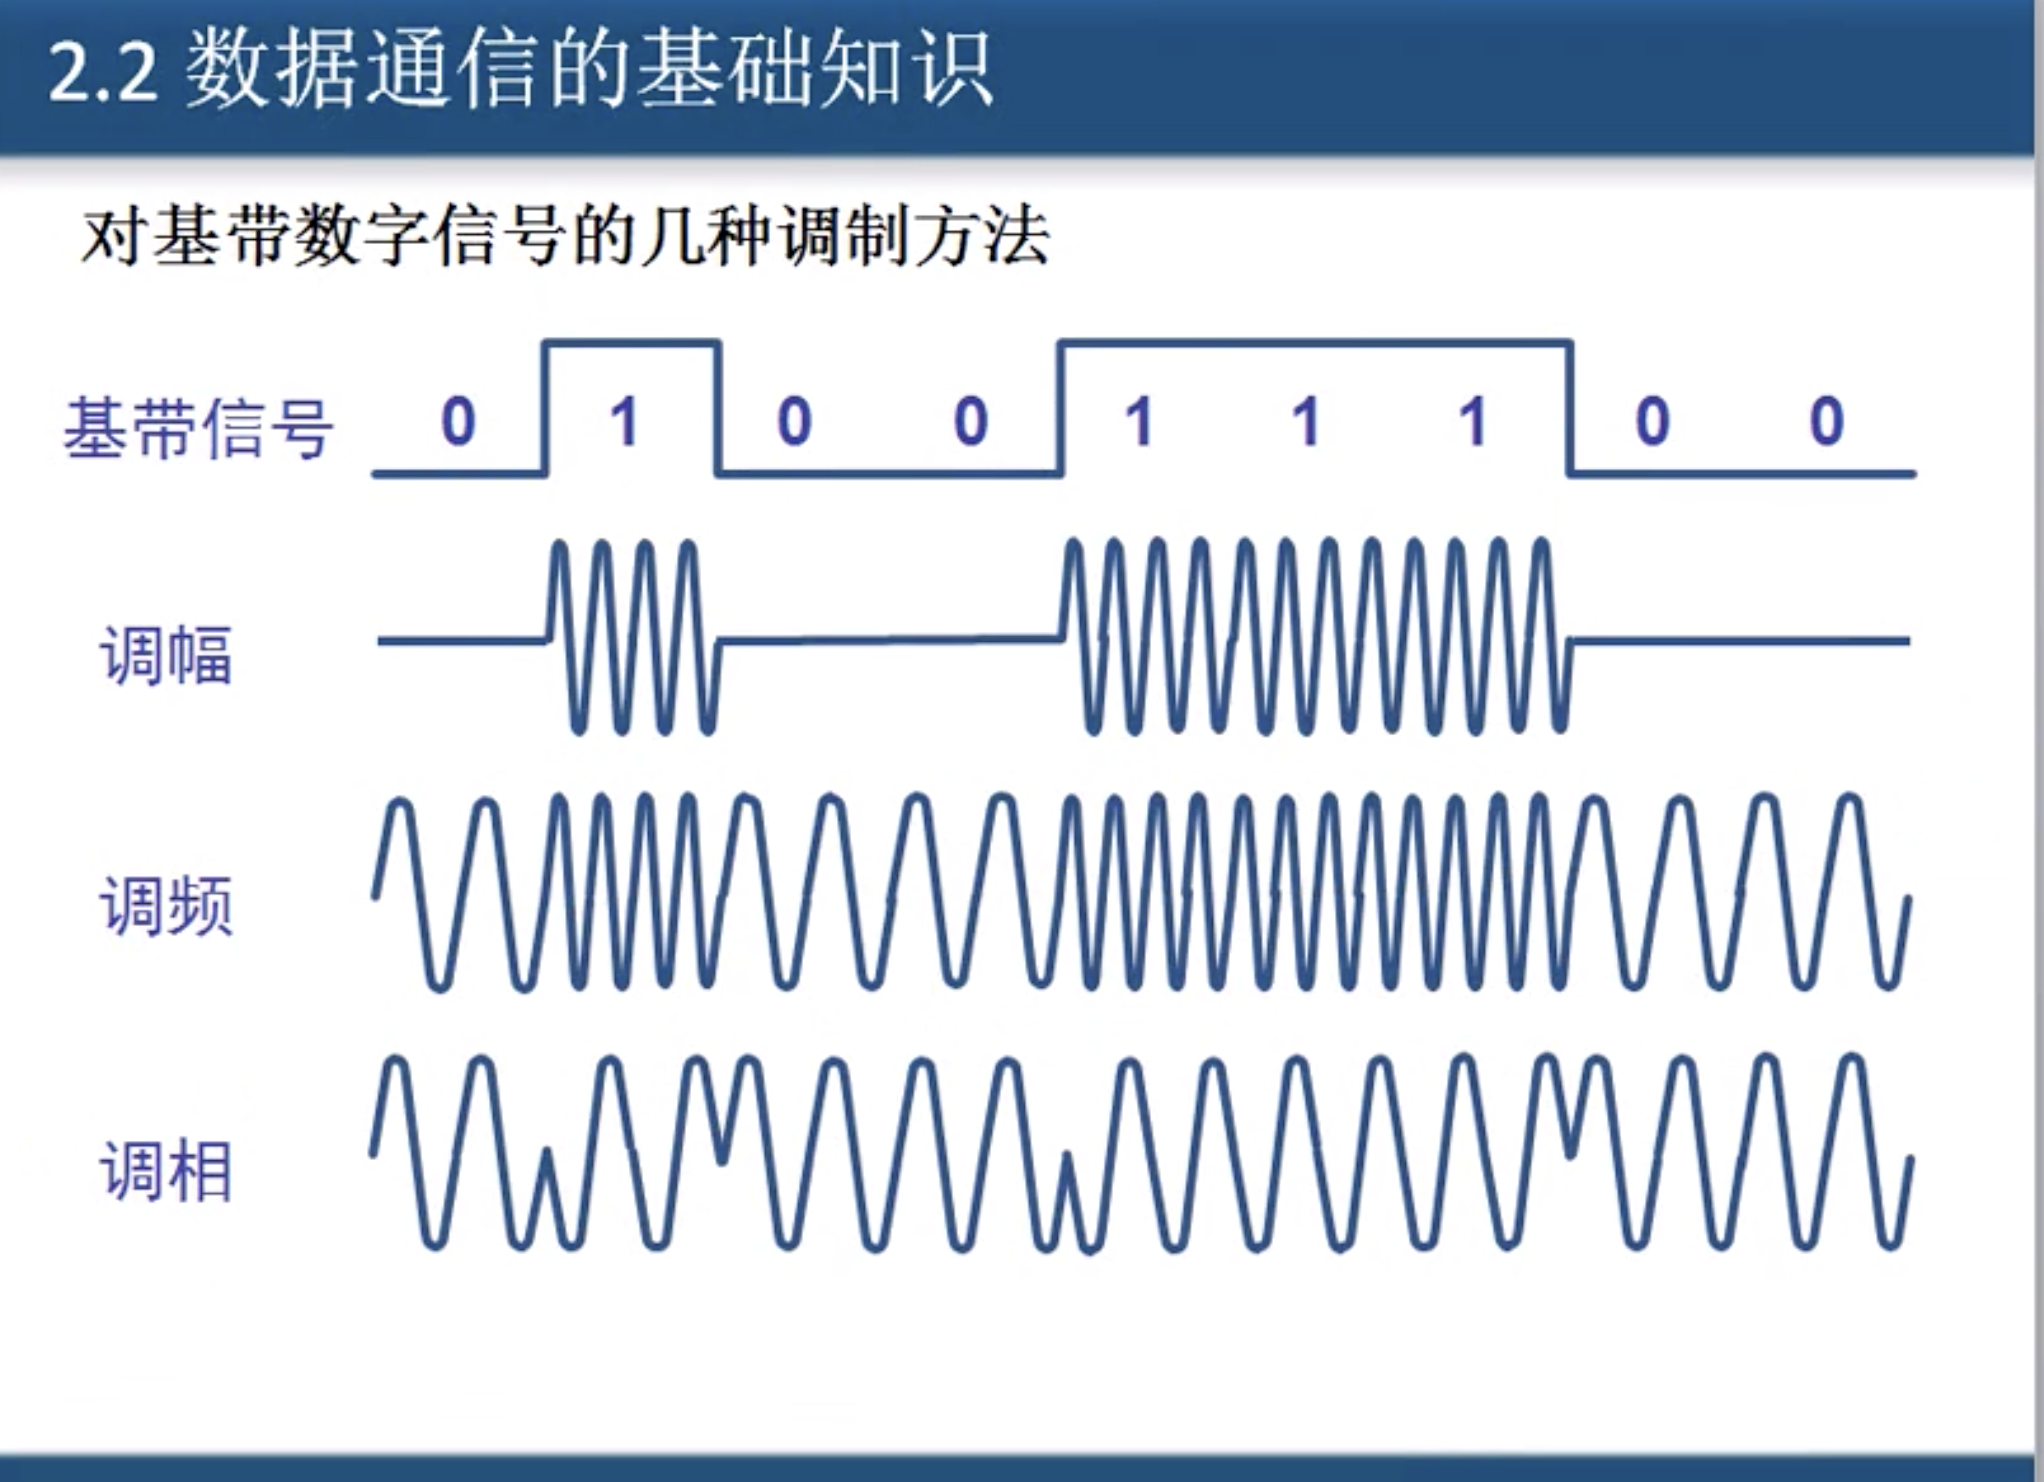 2.2 数据通信的基础知识
对基带数字信号的几种调制方法
基带信号 0 1 0 0 1 1 1 0 0
调幅
调频
调相